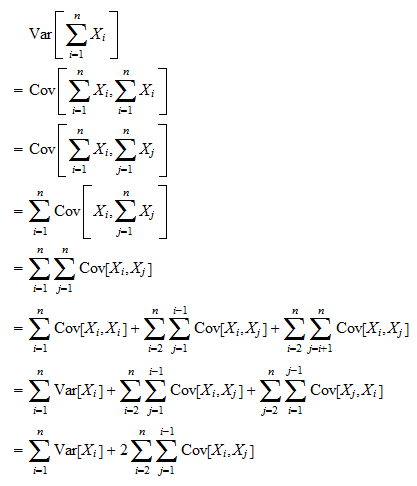 Var[∑_{i=1}^{n} X_i]
= Cov[∑_{i=1}^{n} X_i, ∑_{i=1}^{n} X_i]
= Cov[∑_{i=1}^{n} X_i, ∑_{j=1}^{n} X_j]
= ∑_{i=1}^{n} Cov[X_i, ∑_{j=1}^{n} X_j]
= ∑_{i=1}^{n} ∑_{j=1}^{n} Cov[X_i, X_j]
= ∑_{i=1}^{n} Cov[X_i, X_i] + ∑_{i=2}^{n} ∑_{j=1}^{i−1} Cov[X_i, X_j] + ∑_{i=2}^{n} ∑_{j=i+1}^{n} Cov[X_i, X_j]
= ∑_{i=1}^{n} Var[X_i] + ∑_{i=2}^{n} ∑_{j=1}^{i−1} Cov[X_i, X_j] + ∑_{j=2}^{n} ∑_{i=1}^{j−1} Cov[X_j, X_i]
= ∑_{i=1}^{n} Var[X_i] + 2 ∑_{i=2}^{n} ∑_{j=1}^{i−1} Cov[X_i, X_j]